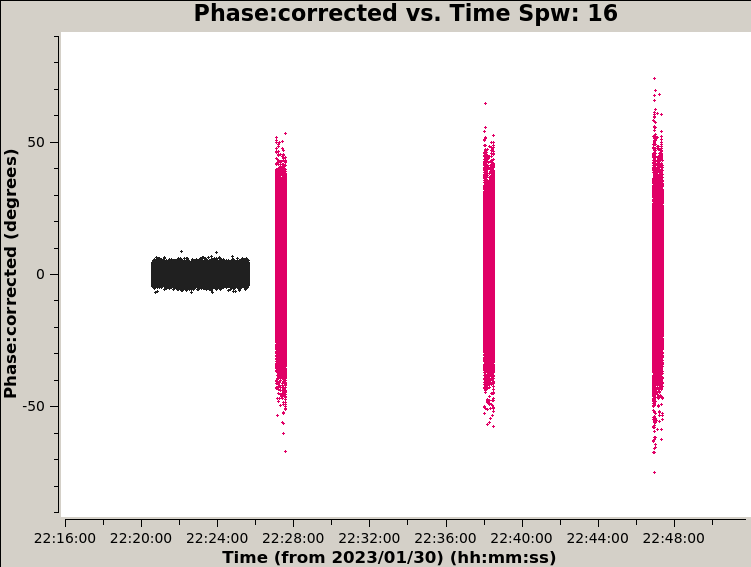 Phase:corrected vs. Time Spw: 16
Phase:corrected (degrees)
50
0
-50
22:16:00 22:20:00 22:24:00 22:28:00 22:32:00 22:36:00 22:40:00 22:44:00 22:48:00
Time (from 2023/01/30) (hh:mm:ss)